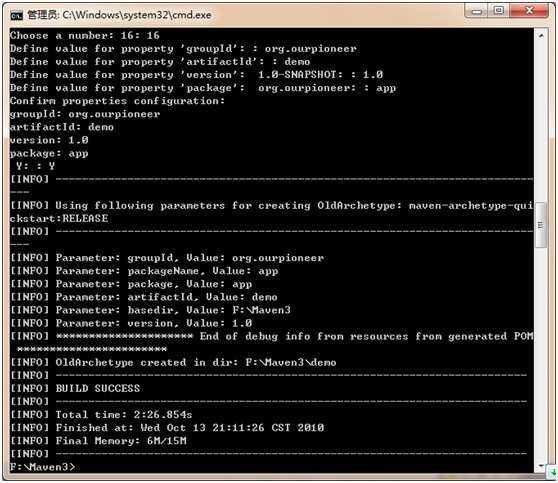 管理员: C:\Windows\system32\cmd.exe
Choose a number: 16: 16
Define value for property 'groupId': : org.ourpioneer
Define value for property 'artifactId': : demo
Define value for property 'version':  1.0-SNAPSHOT: : 1.0
Define value for property 'package':  org.ourpioneer: : app
Confirm properties configuration:
groupId: org.ourpioneer
artifactId: demo
version: 1.0
package: app
 Y: : Y
[INFO] ------------------------------------------------------------------------
---
[INFO] Using following parameters for creating OldArchetype: maven-archetype-qui
ckstart:RELEASE
[INFO] ------------------------------------------------------------------------
---
[INFO] Parameter: groupId, Value: org.ourpioneer
[INFO] Parameter: packageName, Value: app
[INFO] Parameter: package, Value: app
[INFO] Parameter: artifactId, Value: demo
[INFO] Parameter: basedir, Value: F:\Maven3
[INFO] Parameter: version, Value: 1.0
[INFO] ********************* End of debug info from resources from generated POM
 ***********************
[INFO] OldArchetype created in dir: F:\Maven3\demo
[INFO] ------------------------------------------------------------------------
[INFO] BUILD SUCCESS
[INFO] ------------------------------------------------------------------------
[INFO] Total time: 2:26.854s
[INFO] Finished at: Wed Oct 13 21:11:26 CST 2010
[INFO] Final Memory: 6M/15M
[INFO] ------------------------------------------------------------------------
F:\Maven3>